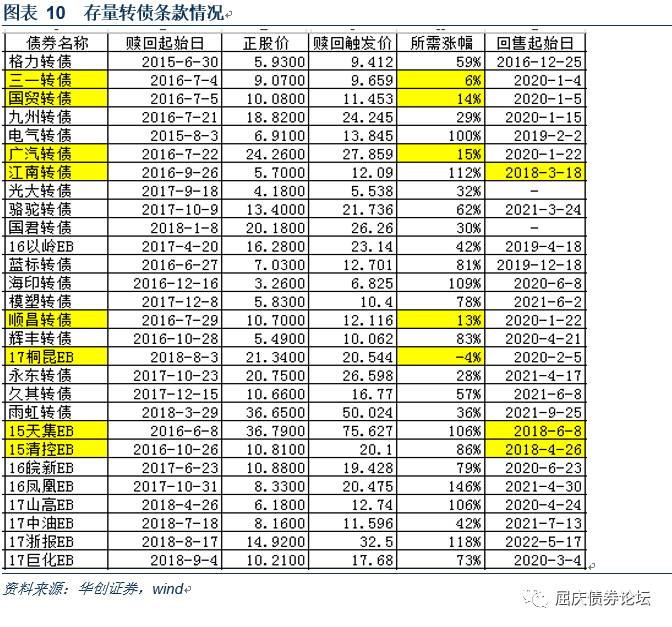 图表 10 存量转债条款情况
债券名称 赎回起始日 正股价 赎回触发价 所需涨幅 回售起始日
格力转债 2015-6-30 5.9300 9.412 59% 2016-12-25
三一转债 2016-7-4 9.0700 9.659 6% 2020-1-4
国贸转债 2016-7-5 10.0800 11.453 14% 2020-1-5
九州转债 2016-7-21 18.8200 24.245 29% 2020-1-15
电气转债 2015-8-3 6.9100 13.845 100% 2019-2-2
广汽转债 2016-7-22 24.2600 27.859 15% 2020-1-22
江南转债 2016-9-26 5.7000 12.09 112% 2018-3-18
光大转债 2017-9-18 4.1800 5.538 32% -
骆驼转债 2017-10-9 13.4000 21.736 62% 2021-3-24
国君转债 2018-1-8 20.1800 26.26 30% -
16以岭EB 2017-4-20 16.2800 23.14 42% 2019-4-18
蓝标转债 2016-6-27 7.0300 12.701 81% 2019-12-18
海印转债 2016-12-16 3.2600 6.825 109% 2020-6-8
模塑转债 2017-12-8 5.8300 10.4 78% 2021-6-2
顺昌转债 2016-7-29 10.7000 12.116 13% 2020-1-22
辉丰转债 2016-10-28 5.4900 10.062 83% 2020-4-21
17桐昆EB 2018-8-3 21.3400 20.544 -4% 2020-2-5
永东转债 2017-10-23 20.7500 26.598 28% 2021-4-17
久其转债 2017-12-15 10.6600 16.77 57% 2021-6-8
雨虹转债 2018-3-29 36.6500 50.024 36% 2021-9-25
15天集EB 2016-6-8 36.7900 75.627 106% 2018-6-8
15清控EB 2016-10-26 10.8100 20.1 86% 2018-4-26
16皖新EB 2017-6-23 10.8800 19.428 79% 2020-6-23
16凤凰EB 2017-10-31 8.3300 20.475 146% 2021-4-30
17山高EB 2018-4-26 6.1800 12.74 106% 2020-4-24
17中油EB 2018-7-18 8.1600 11.596 42% 2021-7-13
17浙报EB 2018-8-17 14.9200 32.5 118% 2022-5-17
17巨化EB 2018-9-4 10.2100 17.68 73% 2020-3-4
资料来源：华创证券，wind
屈庆债券论坛